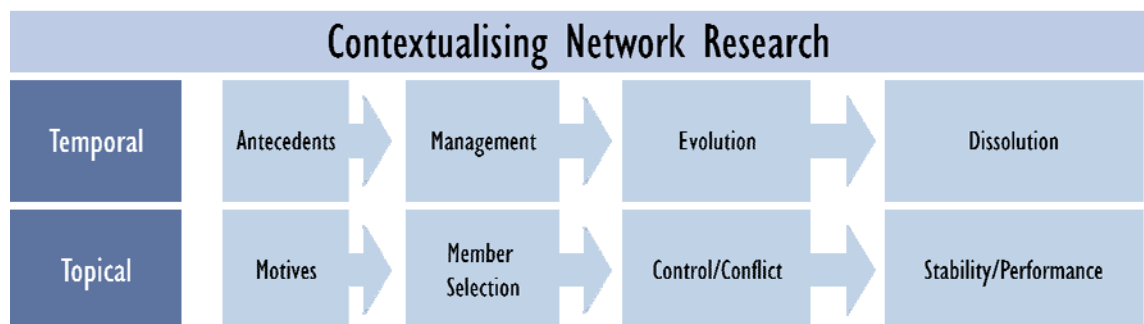 Contextualising Network Research
Temporal
Antecedents
Management
Evolution
Dissolution
Topical
Motives
Member
Selection
Control/Conflict
Stability/Performance